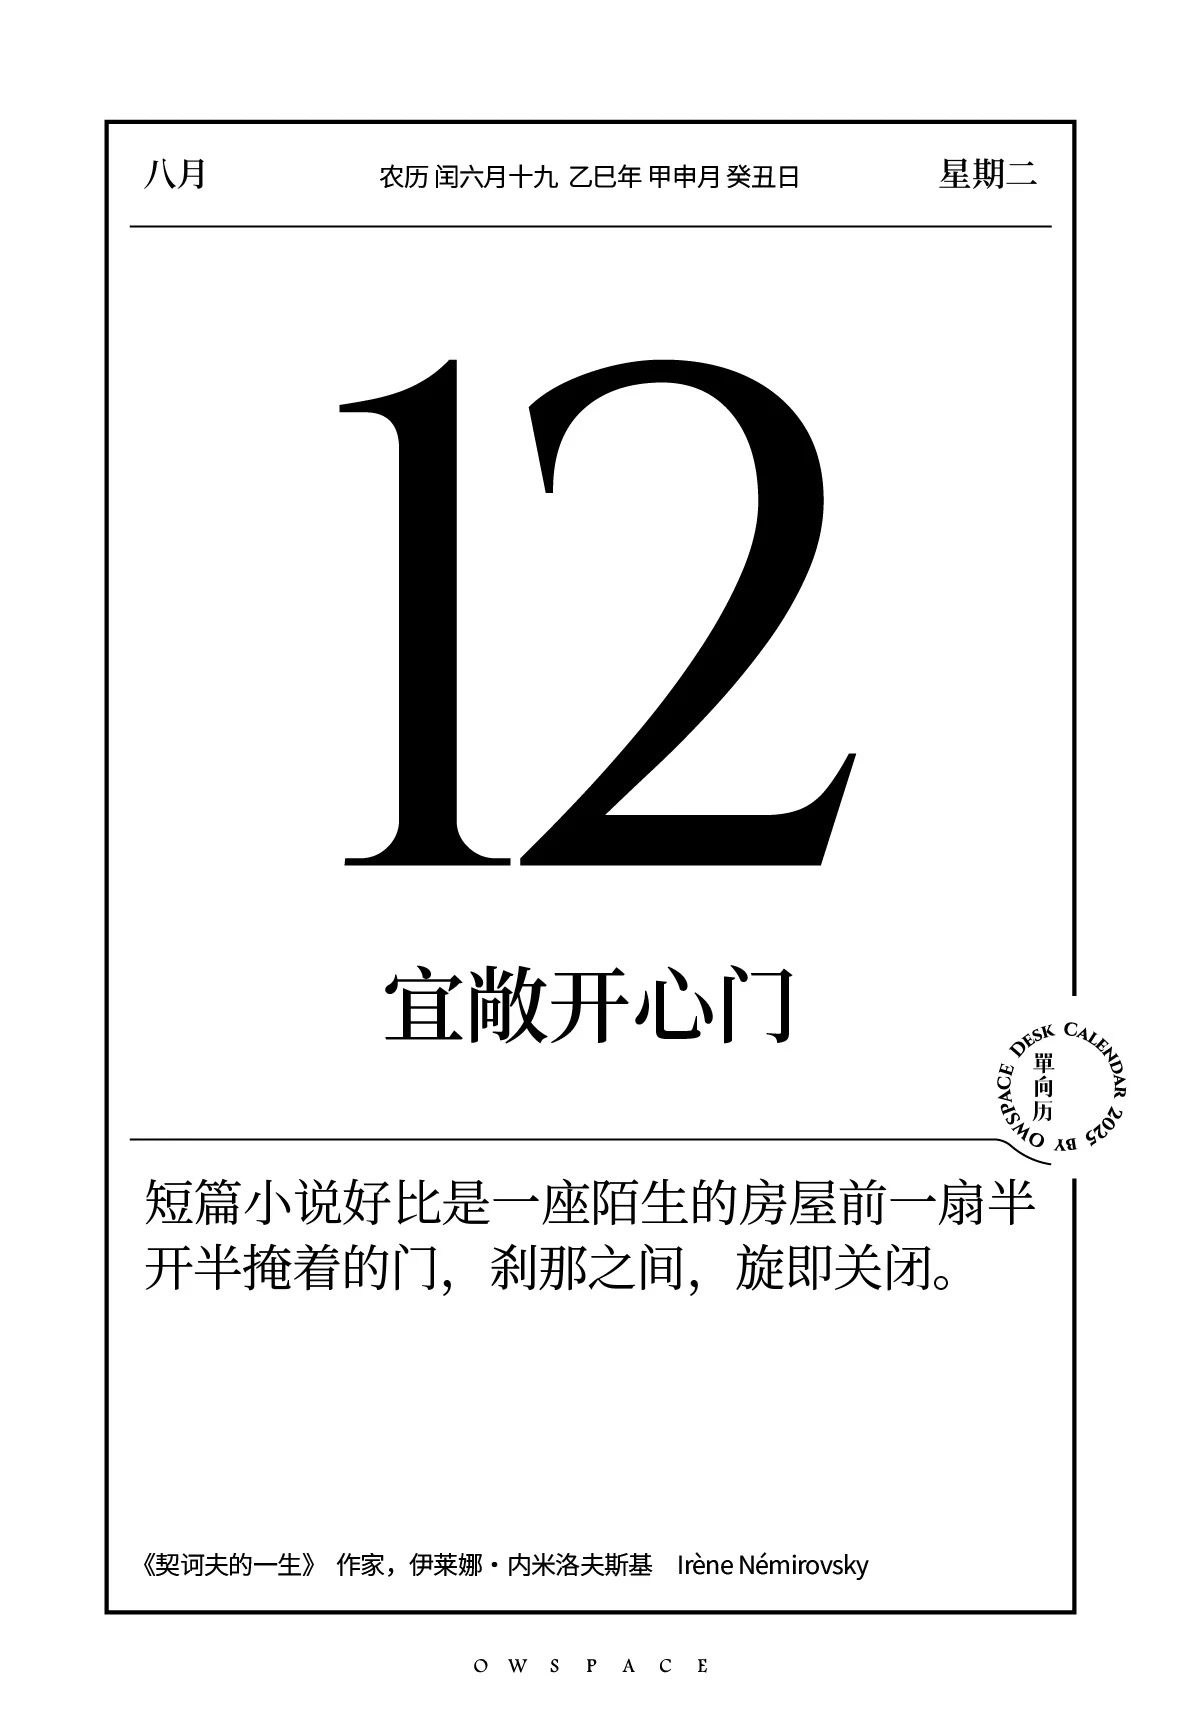 八月 农历 闰六月十九 乙巳年 甲申月 癸丑日 星期二
12
宜敞开心门
單向历
DESK CALENDAR 2025 BY OWSPACE
短篇小说好比是一座陌生的房屋前一扇半
开半掩着的门，刹那之间，旋即关闭。
《契诃夫的一生》 作家，伊莱娜·内米洛夫斯基 Irène Némirovsky
OWSPACE